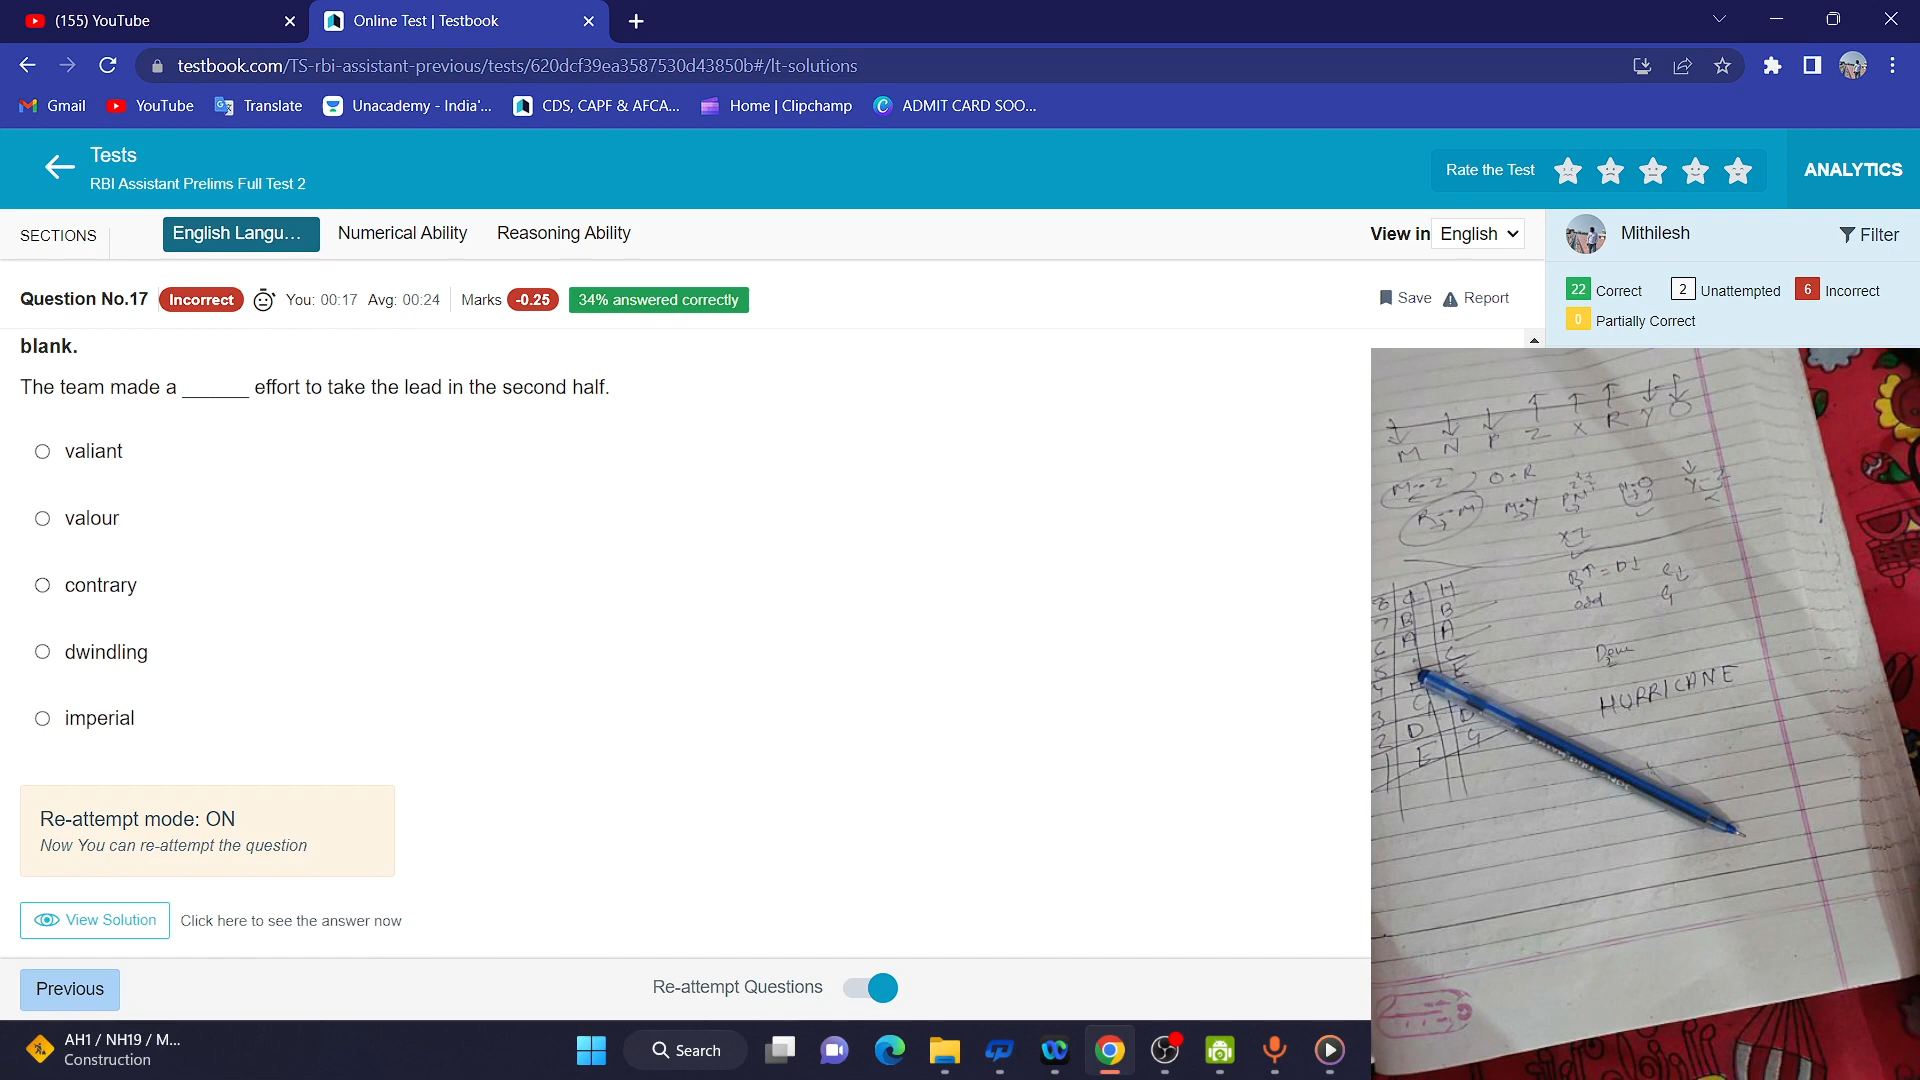 (155) YouTube
Online Test | Testbook
testbook.com/TS-rbi-assistant-previous/tests/620dcf39ea3587530d43850b#/lt-solutions
Gmail
YouTube
Translate
Unacademy - India'...
CDS, CAPF & AFCA...
Home | Clipchamp
ADMIT CARD SOO...
Tests
RBI Assistant Prelims Full Test 2
Rate the Test
ANALYTICS
SECTIONS
English Langu...
Numerical Ability
Reasoning Ability
View in English
Mithilesh
Filter
Question No.17 Incorrect You: 00:17 Avg: 00:24 Marks -0.25 34% answered correctly
Save Report
22 Correct 2 Unattempted 6 Incorrect
0 Partially Correct
blank.
The team made a ______ effort to take the lead in the second half.
valiant
valour
contrary
dwindling
imperial
Re-attempt mode: ON
Now You can re-attempt the question
View Solution Click here to see the answer now
Previous
Re-attempt Questions
M N P Z X R Y O
HURRICANE
AH1 / NH19 / M...
Construction
Search